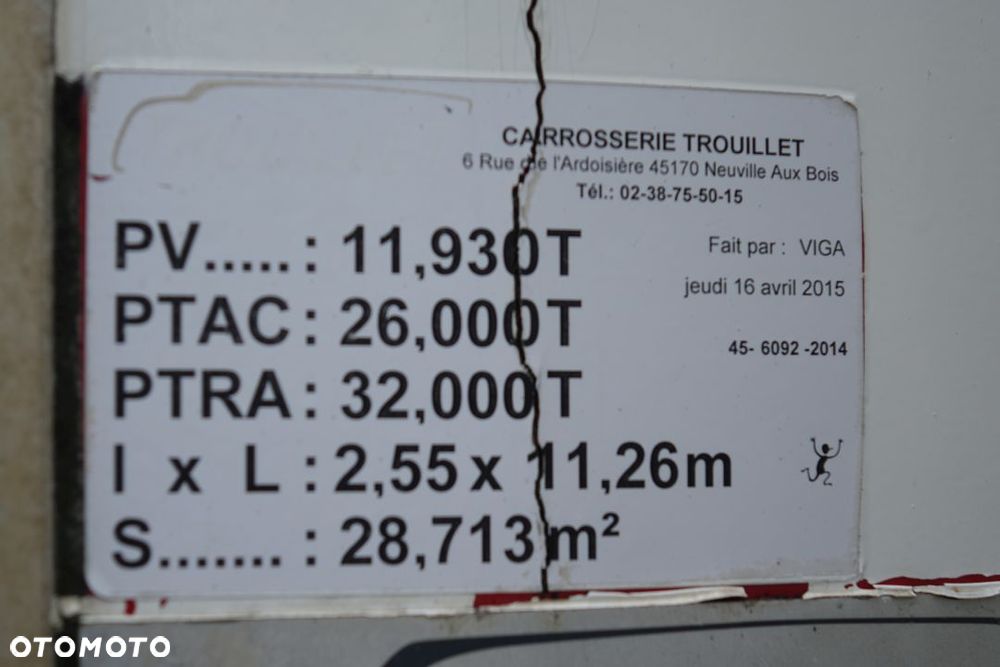 CARROSSERIE TROUILLET
6 Rue de l'Ardoisière 45170 Neuville Aux Bois
Tél.: 02-38-75-50-15
PV.....: 11,930T
Fait par : VIGA
jeudi 16 avril 2015
PTAC: 26,000T
45- 6092 -2014
PTRA: 32,000T
l x L: 2,55 x 11,26m
S.......: 28,713m²
OTOMOTO